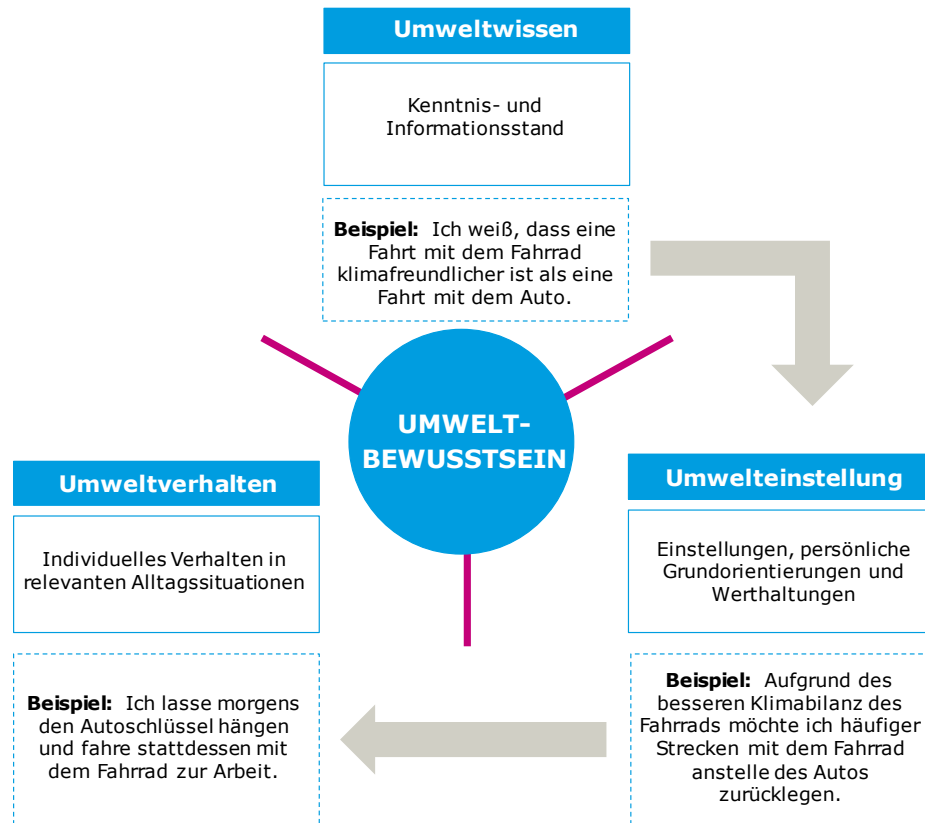 Umweltwissen
Kenntnis- und
Informationsstand
Beispiel: Ich weiß, dass eine
Fahrt mit dem Fahrrad
klimafreundlicher ist als eine
Fahrt mit dem Auto.
UMWELT-
BEWUSSTSEIN
Umwelteinstellung
Einstellungen, persönliche
Grundorientierungen und
Werthaltungen
Beispiel: Aufgrund des
besseren Klimabilanz des
Fahrrads möchte ich häufiger
Strecken mit dem Fahrrad
anstelle des Autos
zurücklegen.
Umweltverhalten
Individuelles Verhalten in
relevanten Alltagssituationen
Beispiel: Ich lasse morgens
den Autoschlüssel hängen
und fahre stattdessen mit
dem Fahrrad zur Arbeit.